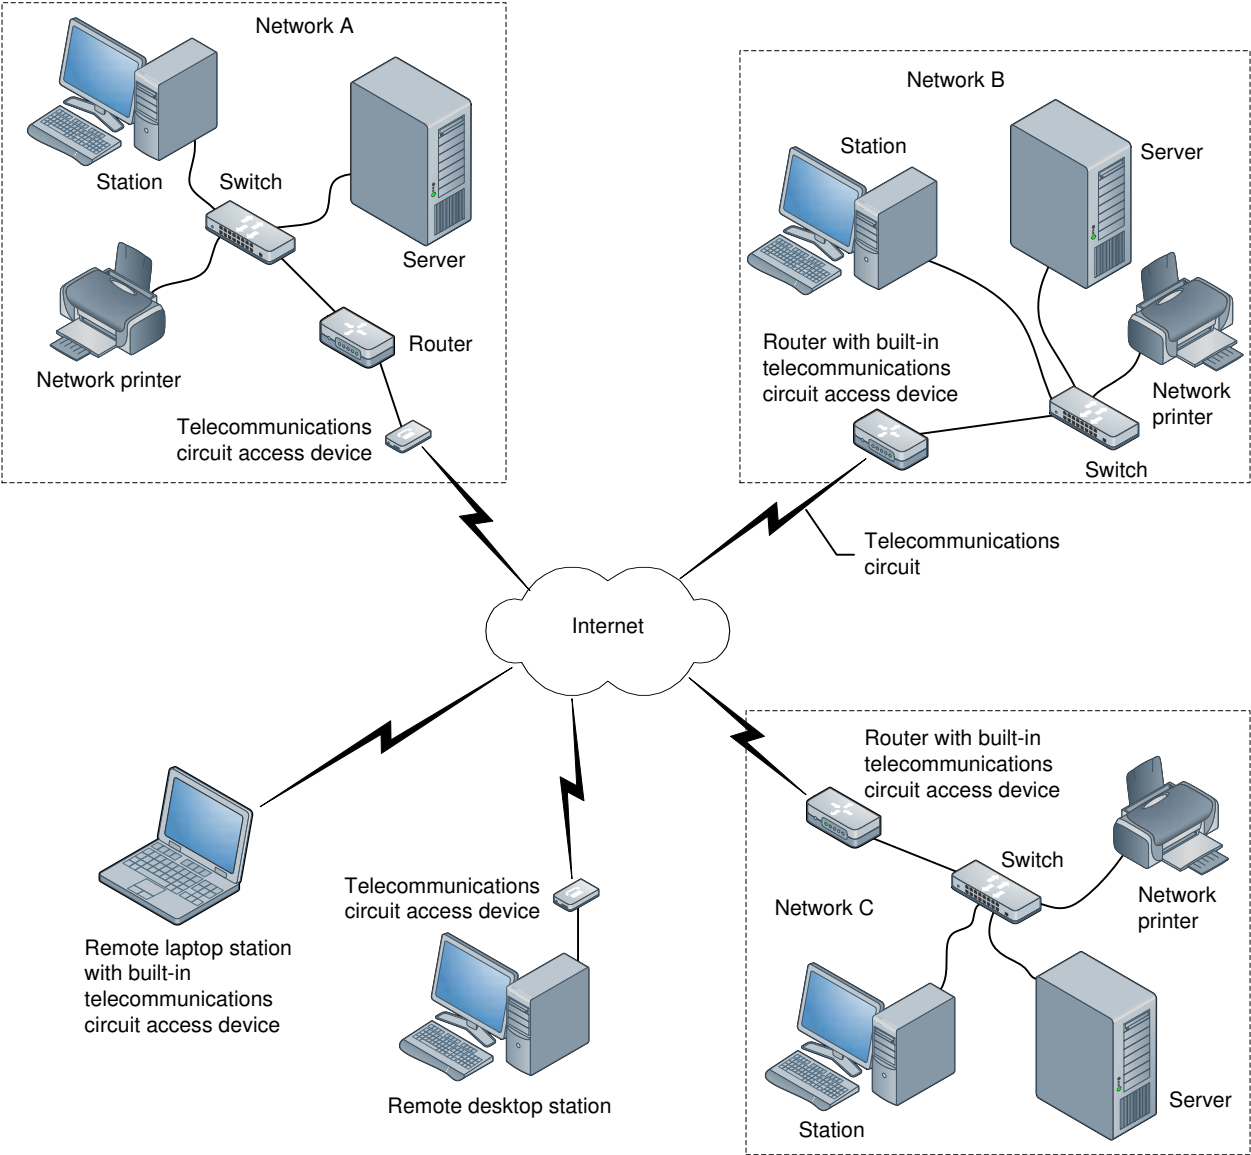 Network A
Station
Switch
Server
Network printer
Router
Telecommunications
circuit access device
Network B
Station
Server
Router with built-in
telecommunications
circuit access device
Network
printer
Switch
Telecommunications
circuit
Internet
Remote laptop station
with built-in
telecommunications
circuit access device
Telecommunications
circuit access device
Remote desktop station
Router with built-in
telecommunications
circuit access device
Switch
Network C
Network
printer
Station
Server